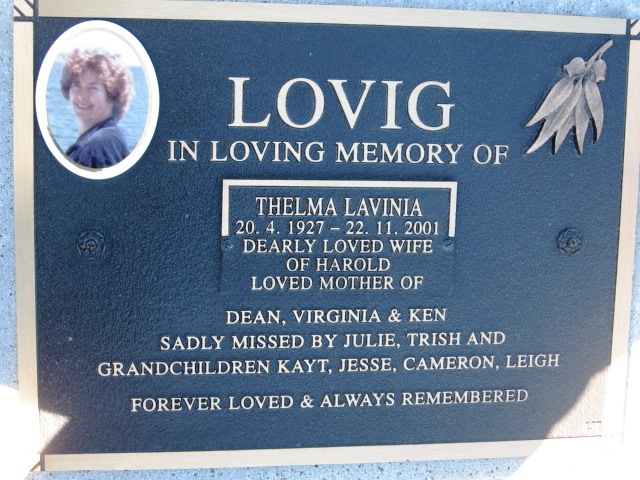 LOVIG
IN LOVING MEMORY OF
THELMA LAVINIA
20. 4. 1927 – 22. 11. 2001
DEARLY LOVED WIFE
OF HAROLD
LOVED MOTHER OF
DEAN, VIRGINIA & KEN
SADLY MISSED BY JULIE, TRISH AND
GRANDCHILDREN KAYT, JESSE, CAMERON, LEIGH
FOREVER LOVED & ALWAYS REMEMBERED